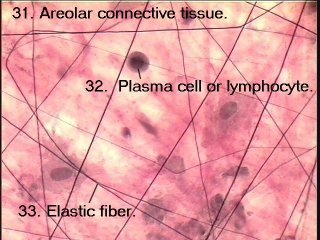 31. Areolar connective tissue.
32. Plasma cell or lymphocyte.
33. Elastic fiber.